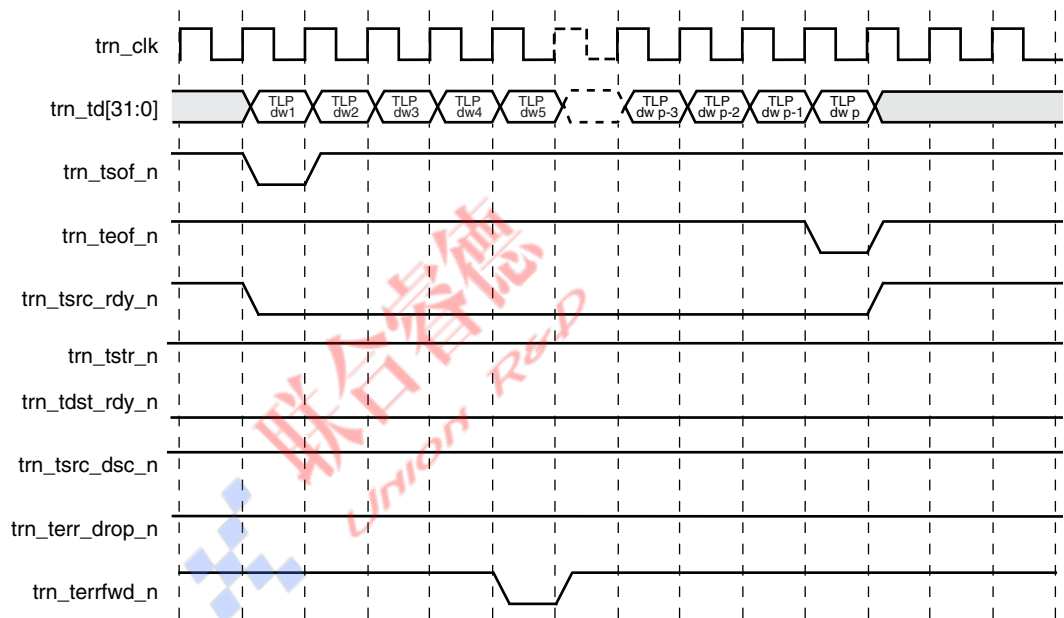 trn_clk
trn_td[31:0]
TLP dw1
TLP dw2
TLP dw3
TLP dw4
TLP dw5
TLP dw p-3
TLP dw p-2
TLP dw p-1
TLP dw p
trn_tsof_n
trn_teof_n
trn_tsrc_rdy_n
trn_tstr_n
trn_tdst_rdy_n
trn_tsrc_dsc_n
trn_terr_drop_n
trn_terrfwd_n
联合睿德
UNION R&D